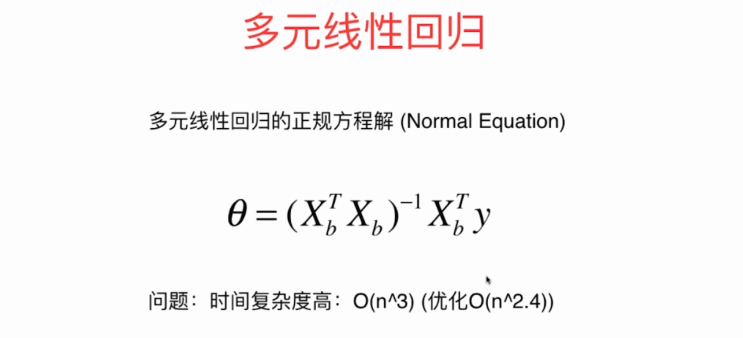 多元线性回归
多元线性回归的正规方程解 (Normal Equation)
θ = (X_b^T X_b)^{-1} X_b^T y
问题：时间复杂度高：O(n^3) (优化O(n^2.4))